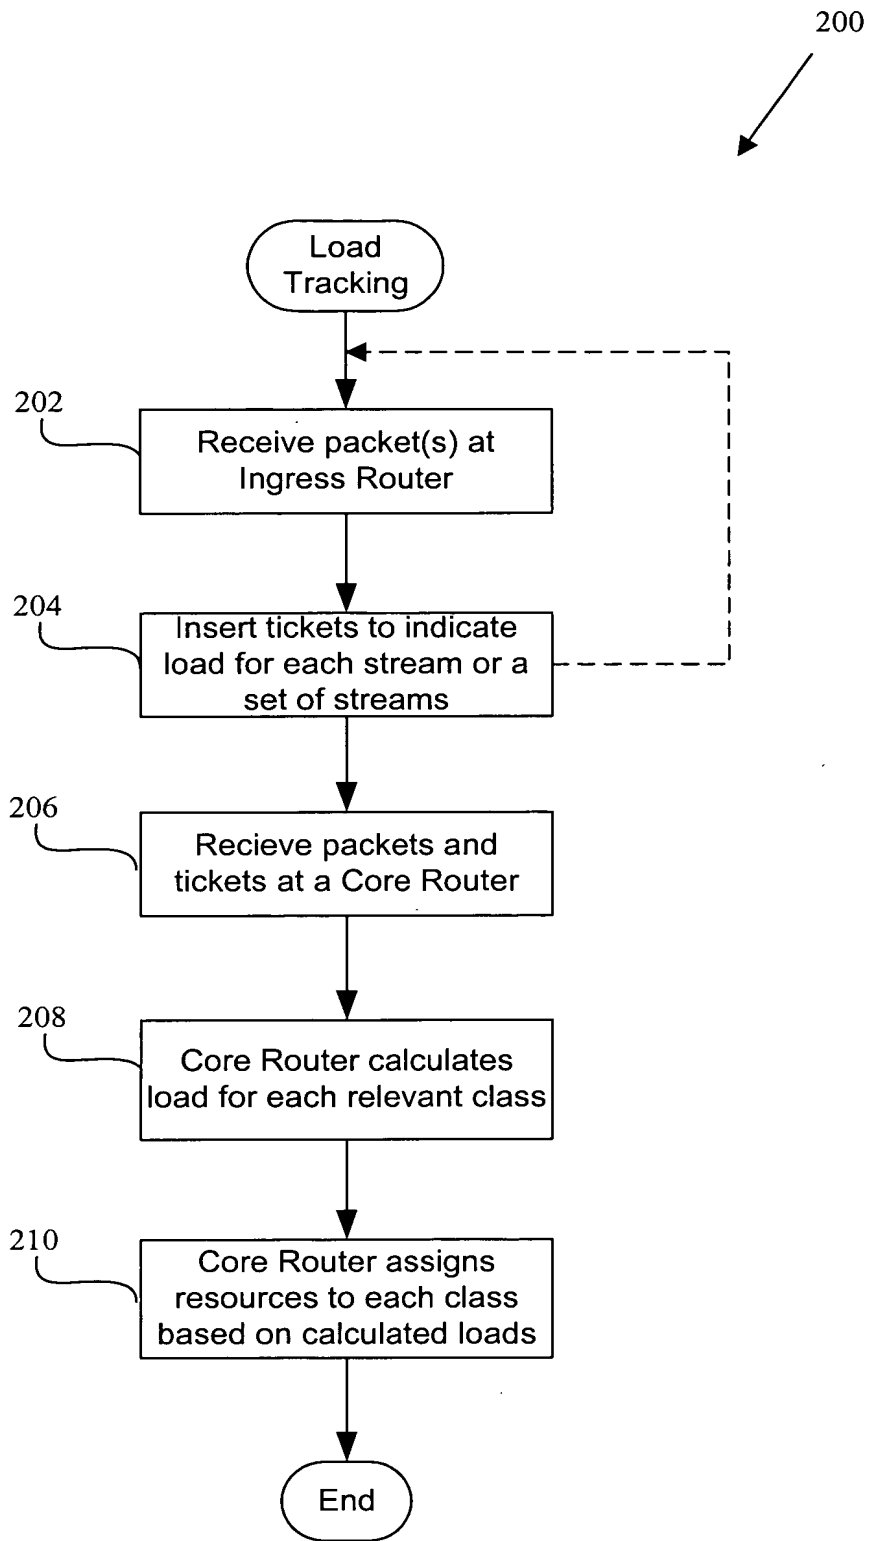 200
Load
Tracking
202
Receive packet(s) at
Ingress Router
204
Insert tickets to indicate
load for each stream or a
set of streams
206
Recieve packets and
tickets at a Core Router
208
Core Router calculates
load for each relevant class
210
Core Router assigns
resources to each class
based on calculated loads
End